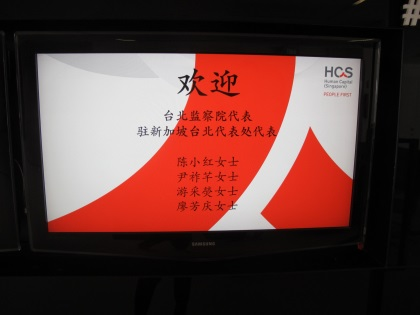 欢迎
台北监察院代表
驻新加坡台北代表处代表
陈小红女士
尹祚芊女士
游采燮女士
廖芳庆女士
HCS
Human Capital
(Singapore)
PEOPLE FIRST
SAMSUNG
#